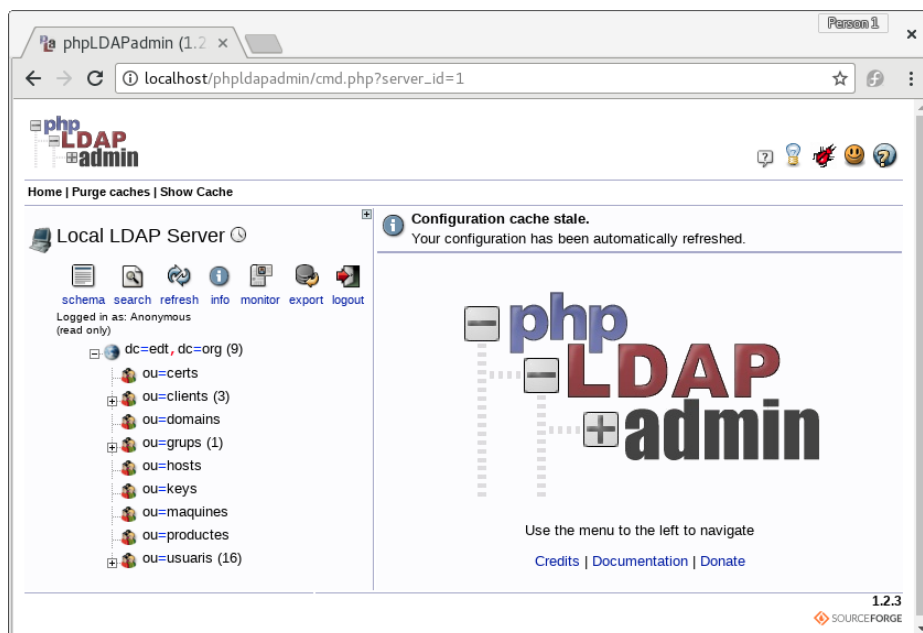 Person 1
phpLDAPadmin (1.2
localhost/phpldapadmin/cmd.php?server_id=1
php
LDAP
admin
Home | Purge caches | Show Cache
Local LDAP Server
schema search refresh info monitor export logout
Logged in as: Anonymous
(read only)
dc=edt,dc=org (9)
ou=certs
ou=clients (3)
ou=domains
ou=grups (1)
ou=hosts
ou=keys
ou=maquines
ou=productes
ou=usuaris (16)
Configuration cache stale.
Your configuration has been automatically refreshed.
php
LDAP
admin
Use the menu to the left to navigate
Credits | Documentation | Donate
1.2.3
SOURCEFORGE